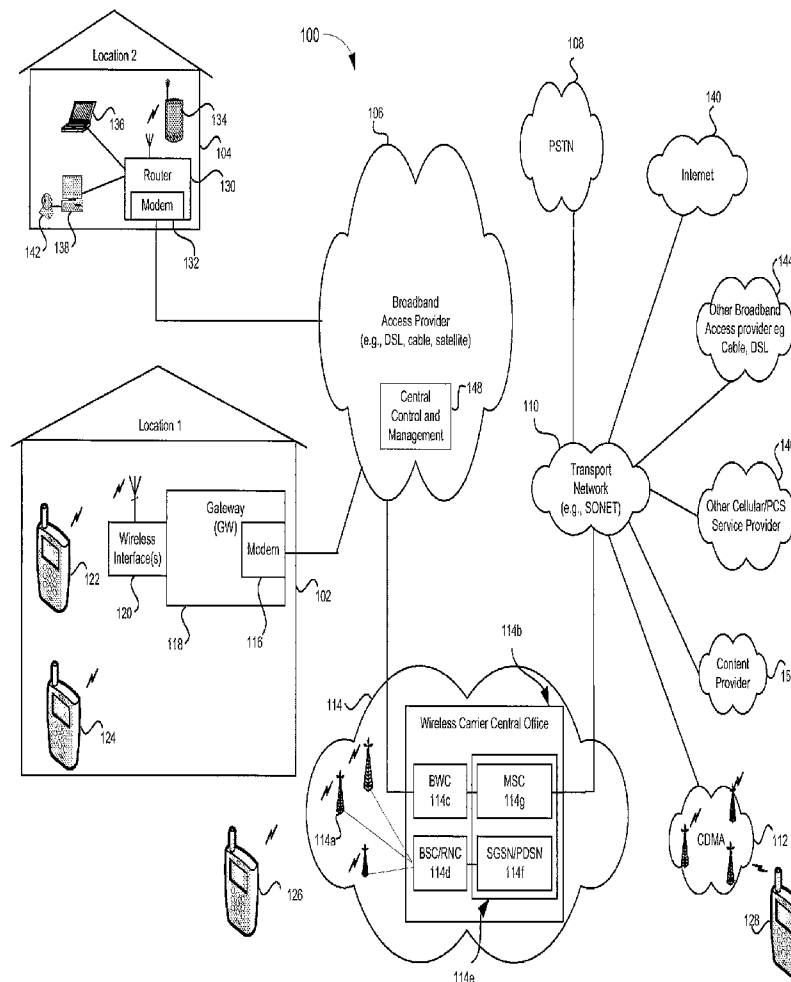 100
Location 2
136
134
104
Router
130
Modem
142
138
132
106
Broadband
Access Provider
(e.g., DSL, cable, satellite)
Central
Control and
Management
148
108
PSTN
140
Internet
144
Other Broadband
Access provider eg
Cable, DSL
110
Transport
Network
(e.g., SONET)
Other Cellular/PCS
Service Provider
Content
Provider
Location 1
122
Wireless
Interface(s)
120
Gateway
(GW)
Modem
102
118
116
124
114
114b
Wireless Carrier Central Office
BWC
114c
MSC
114g
114a
BSC/RNC
114d
SGSN/PDSN
114f
114e
126
CDMA
112
128